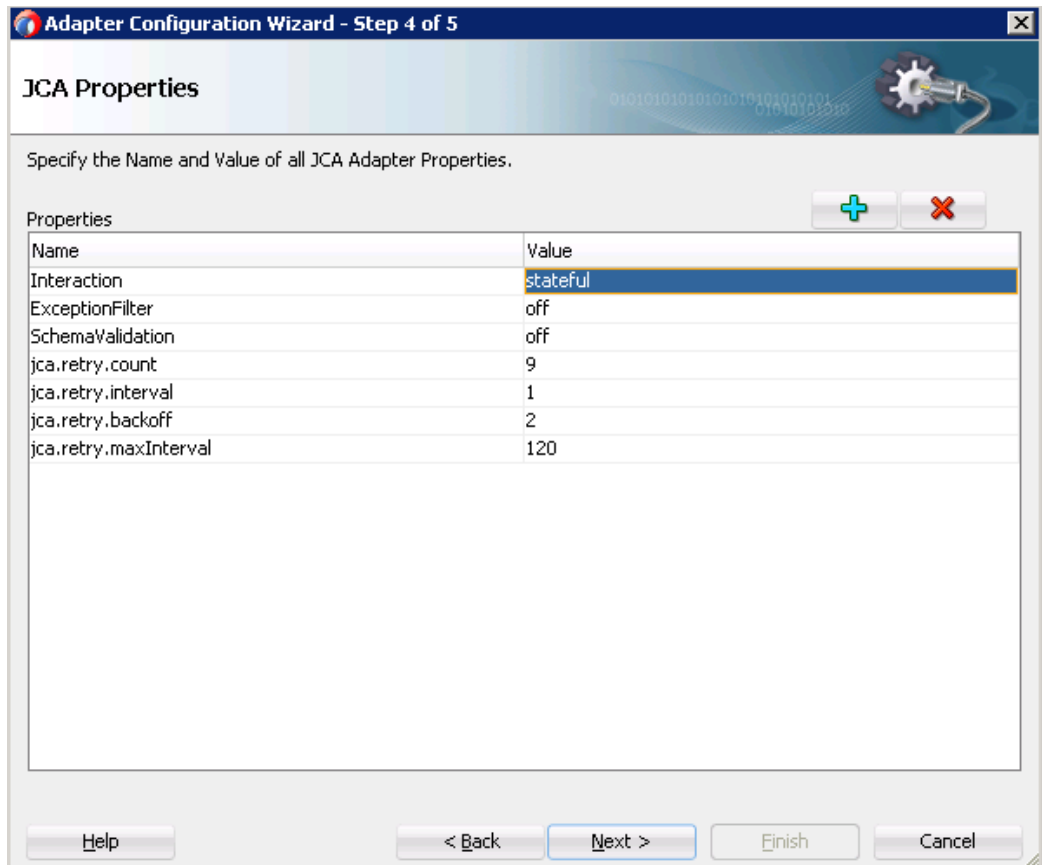 Adapter Configuration Wizard - Step 4 of 5
JCA Properties
Specify the Name and Value of all JCA Adapter Properties.
Properties
Name Value
Interaction stateful
ExceptionFilter off
SchemaValidation off
jca.retry.count 9
jca.retry.interval 1
jca.retry.backoff 2
jca.retry.maxInterval 120
Help < Back Next > Finish Cancel